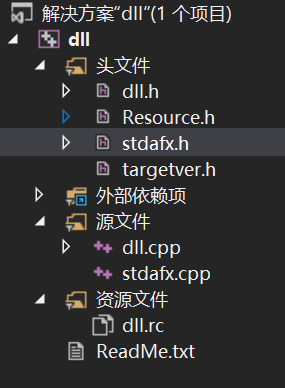 解决方案"dll"(1 个项目)
dll
头文件
dll.h
Resource.h
stdafx.h
targetver.h
外部依赖项
源文件
dll.cpp
stdafx.cpp
资源文件
dll.rc
ReadMe.txt